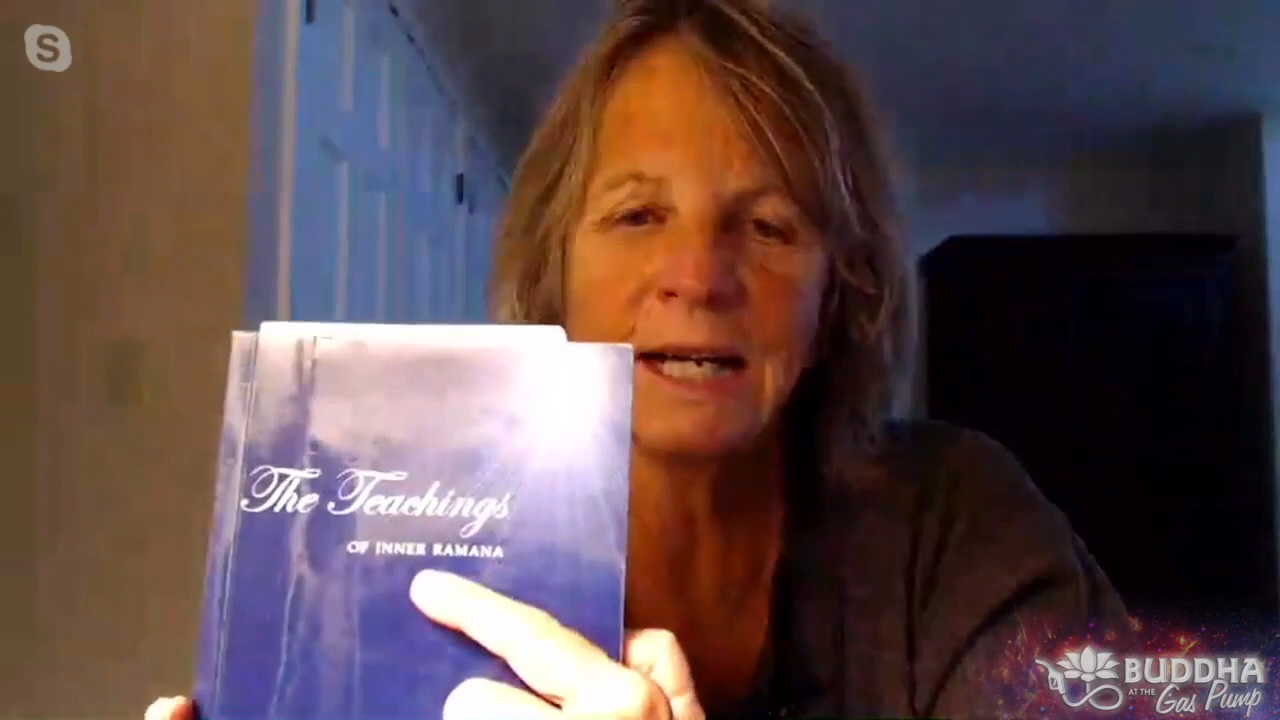 S
The Teachings
OF INNER RAMANA
BUDDHA
AT THE
Gas Pump